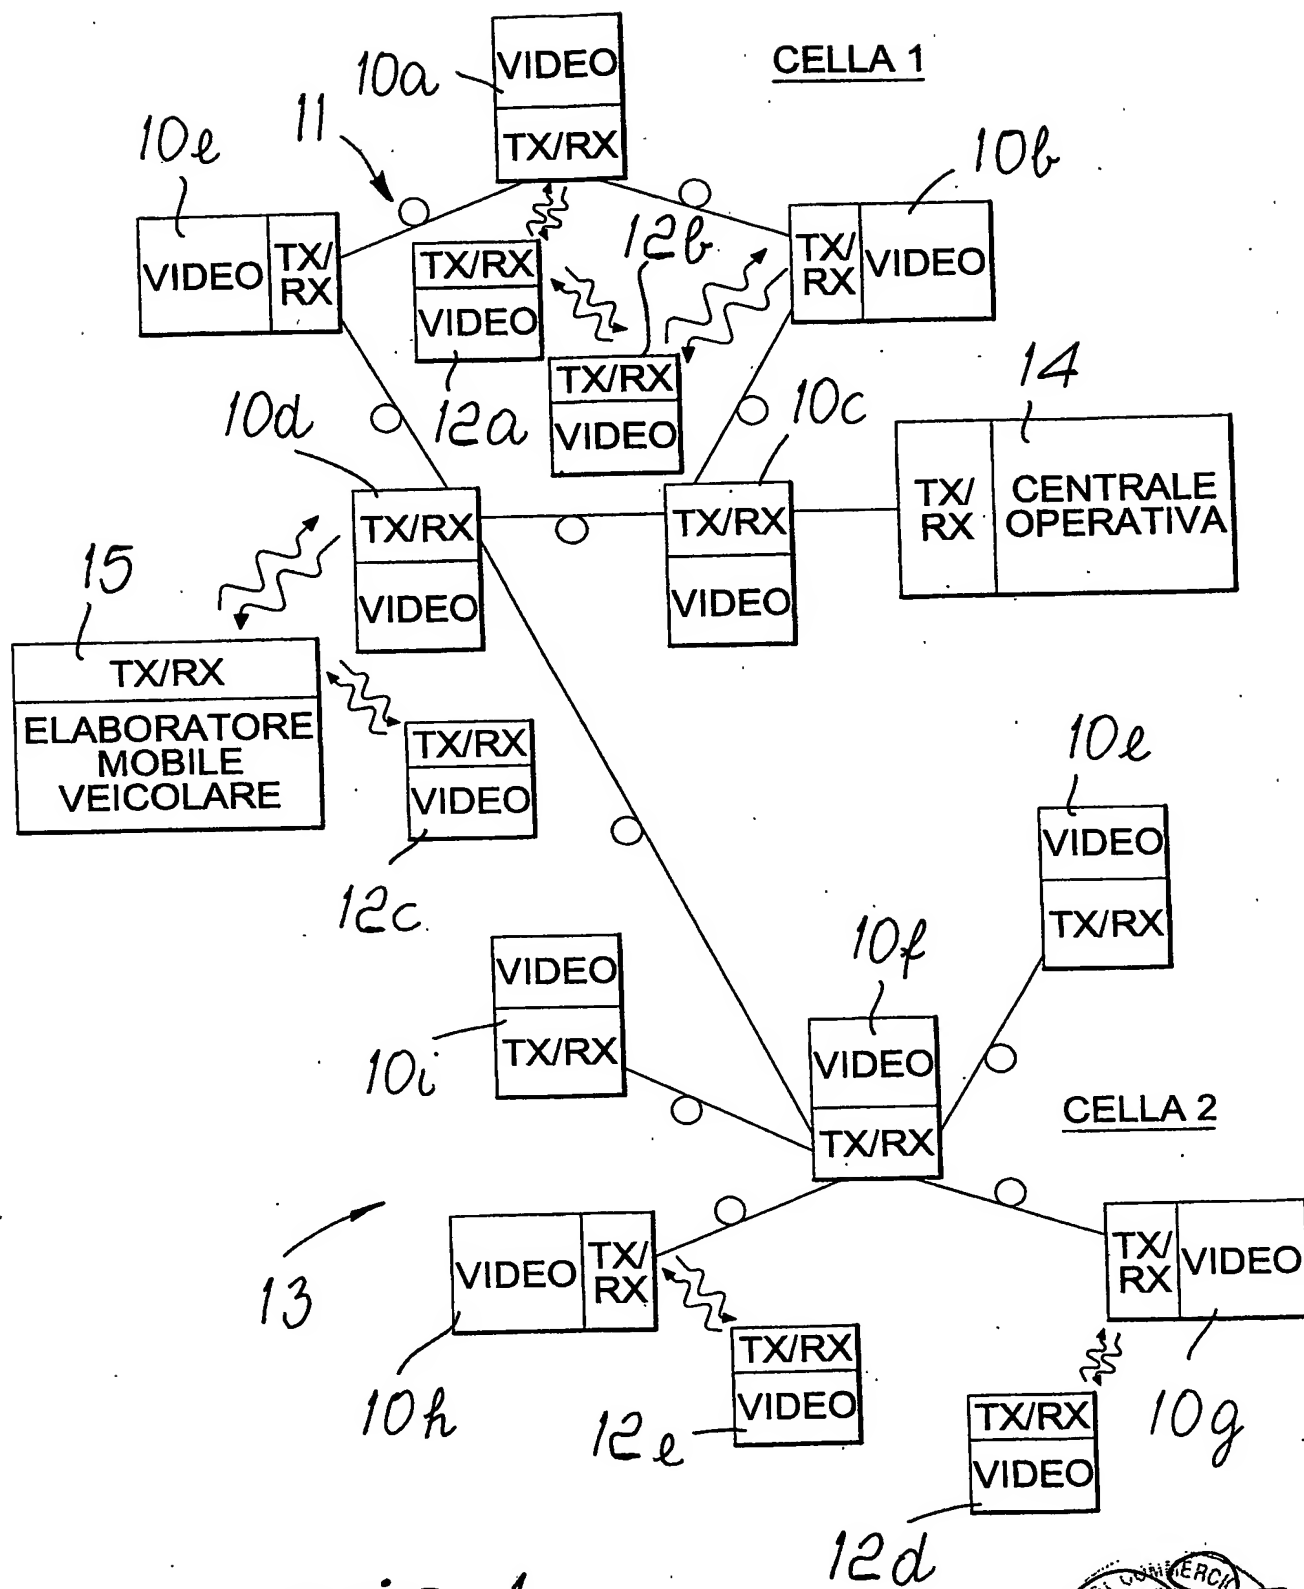 CELLA 1
10a
VIDEO
TX/RX
11
10e
VIDEO
TX/
RX
10b
TX/
RX
VIDEO
12b
TX/RX
VIDEO
12a
TX/RX
VIDEO
10d
TX/RX
VIDEO
10c
TX/RX
VIDEO
14
TX/
RX
CENTRALE
OPERATIVA
15
TX/RX
ELABORATORE
MOBILE
VEICOLARE
TX/RX
VIDEO
12c
10e
VIDEO
TX/RX
10f
VIDEO
TX/RX
VIDEO
TX/RX
10i
CELLA 2
13
VIDEO
TX/
RX
10h
TX/
RX
VIDEO
10g
TX/RX
VIDEO
12e
TX/RX
VIDEO
12d